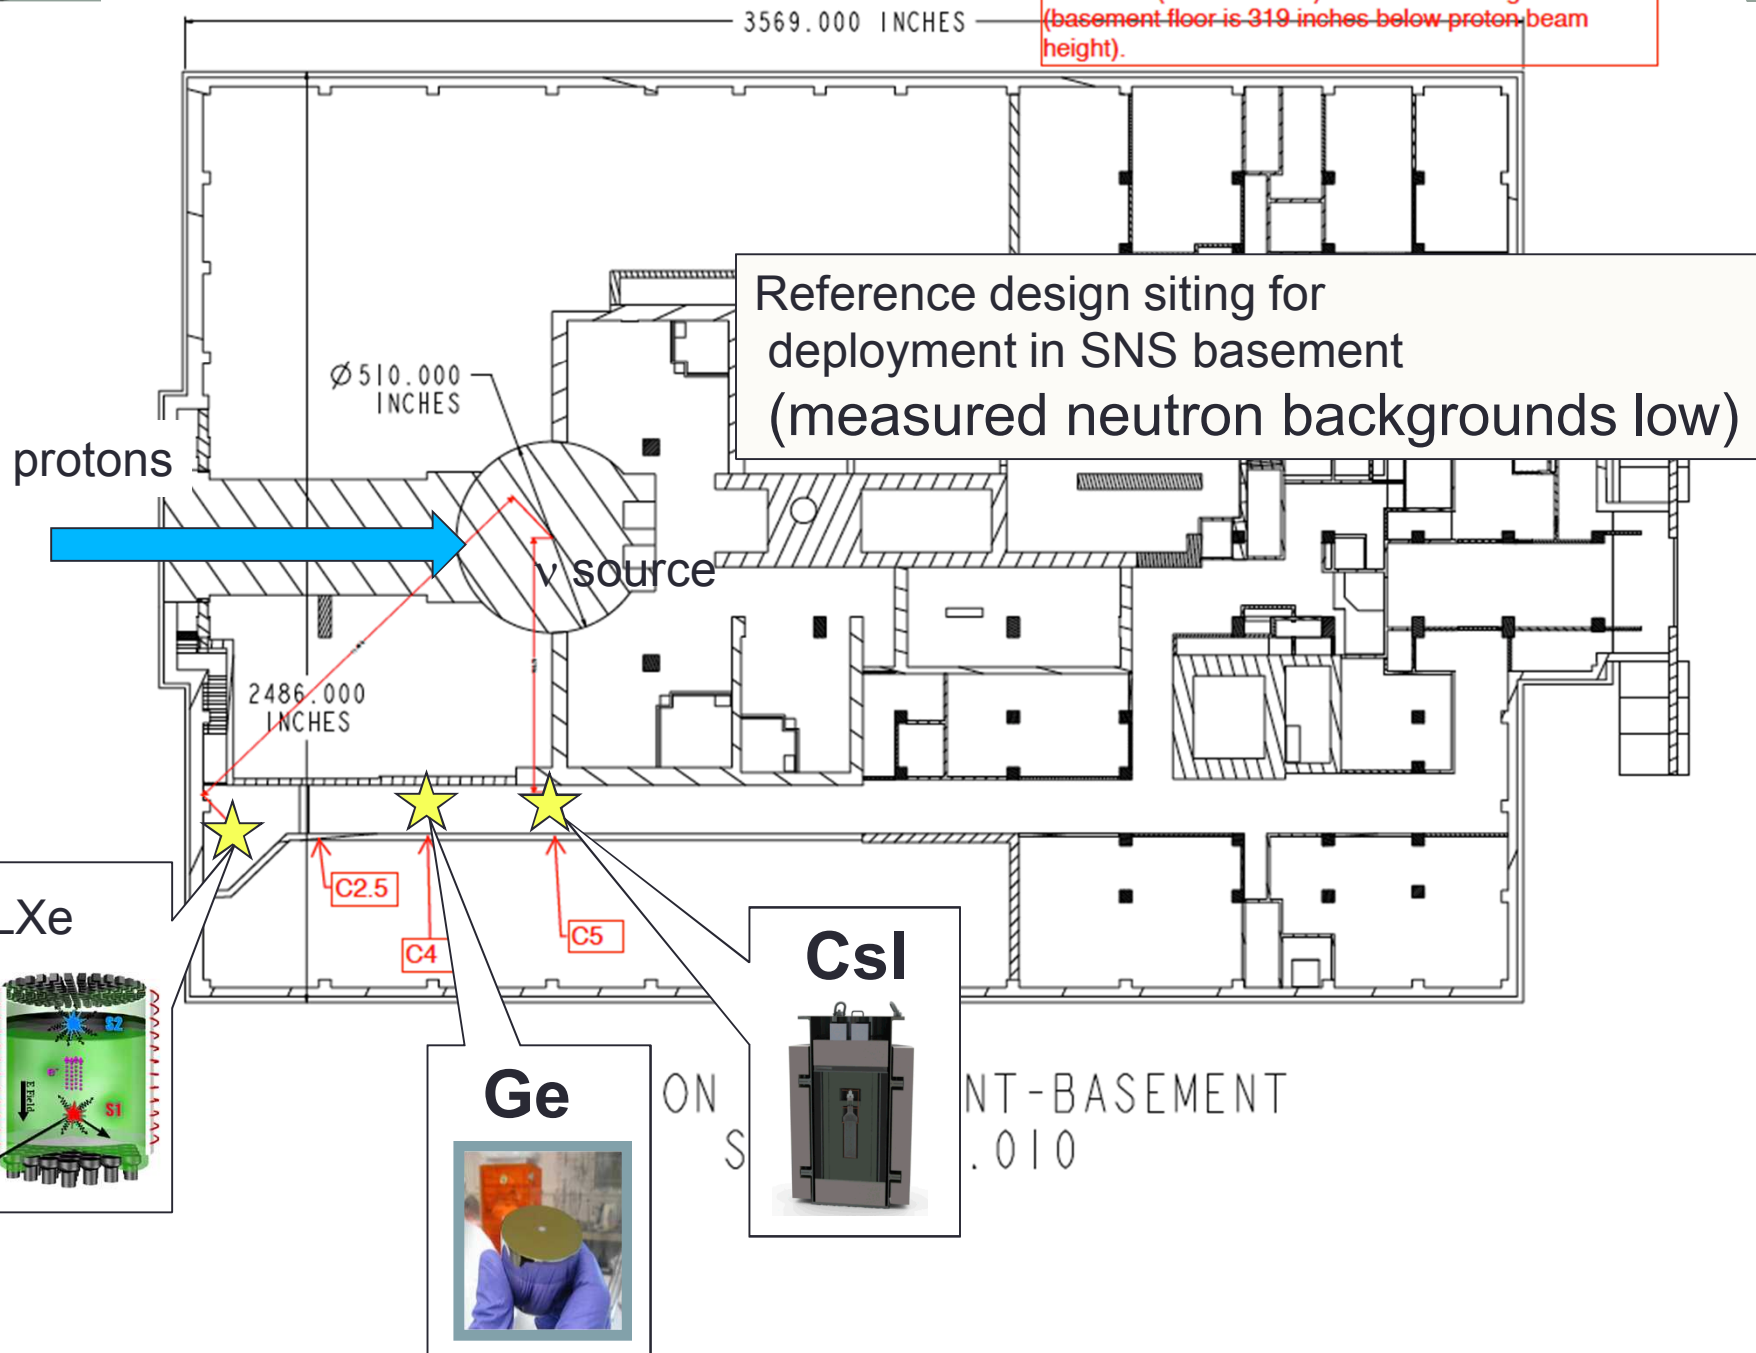 3569.000 INCHES
(basement floor is 319 inches below proton beam
height).
Reference design siting for
deployment in SNS basement
(measured neutron backgrounds low)
Ø510.000
INCHES
protons
ν source
2486.000
INCHES
C2.5
C4
C5
LXe
S2
e-
E Field
S1
Ge
CsI
ON NT-BASEMENT
S .010